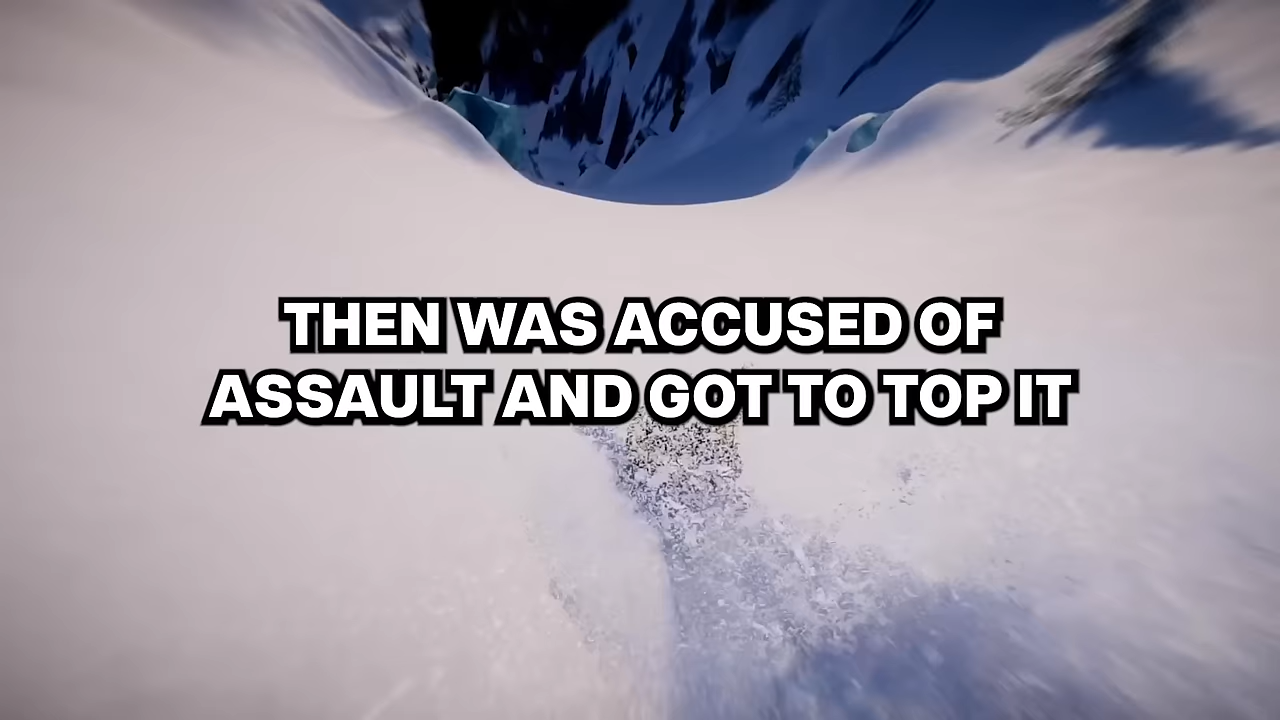 THEN WAS ACCUSED OF
ASSAULT AND GOT TO TOP IT